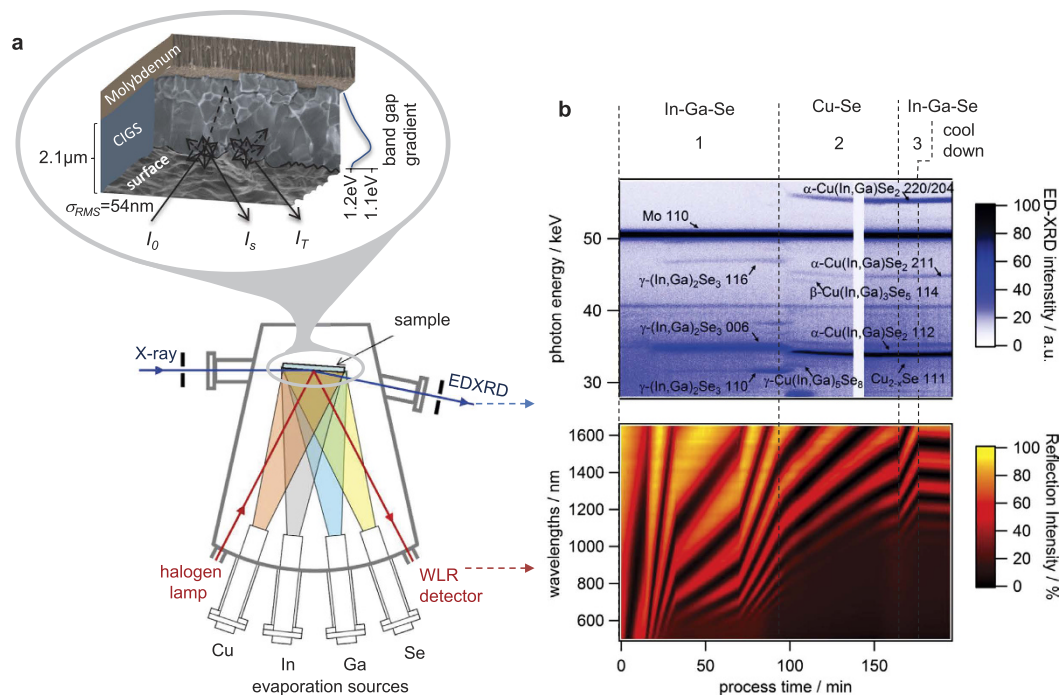 a
Molybdenum
CIGS
surface
2.1µm
σRMS=54nm
I0
Is
IT
1.2eV
1.1eV
band gap
gradient
sample
X-ray
EDXRD
halogen
lamp
WLR
detector
Cu
In
Ga
Se
evaporation sources
b
In-Ga-Se
Cu-Se
In-Ga-Se
1
2
3
cool
down
α-Cu(In,Ga)Se2 220/204
Mo 110
α-Cu(In,Ga)Se2 211
γ-(In,Ga)2Se3 116
β-Cu(In,Ga)3Se5 114
γ-(In,Ga)2Se3 006
α-Cu(In,Ga)Se2 112
γ-(In,Ga)2Se3 110
γ-Cu(In,Ga)5Se8
Cu2-xSe 111
photon energy / keV
50
40
30
100
80
60
40
20
0
ED-XRD intenstity / a.u.
wavelengths / nm
1600
1400
1200
1000
800
600
100
80
60
40
20
0
Reflection Intensity / %
0
50
100
150
process time / min